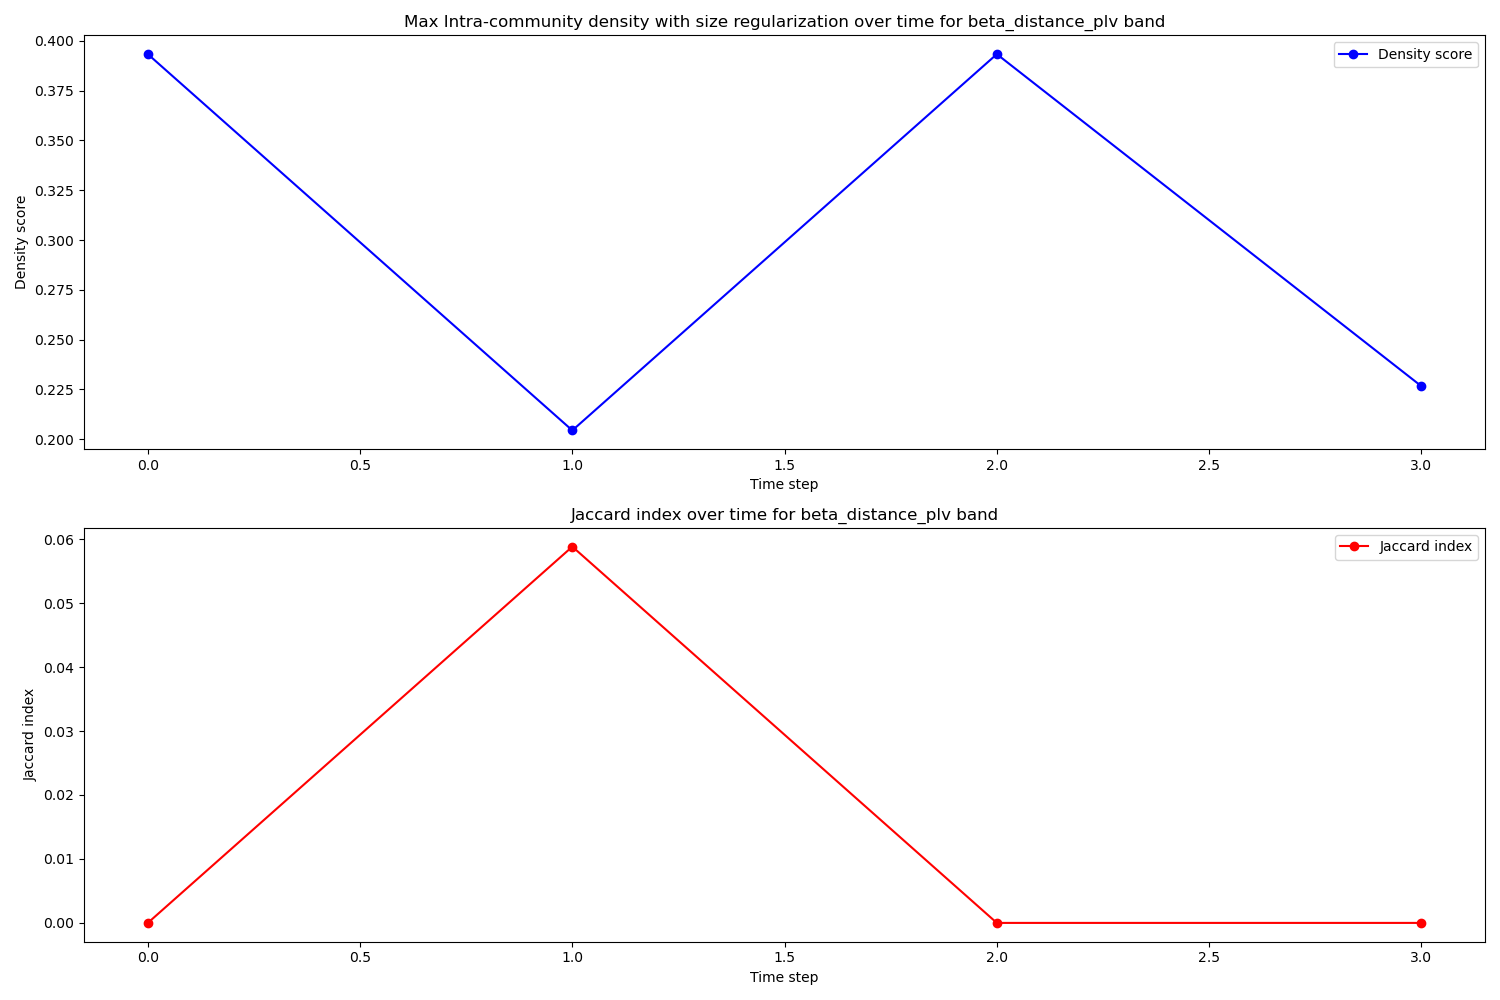 Max Intra-community density with size regularization over time for beta_distance_plv band
Density score
0.400
0.375
0.350
0.325
0.300
0.275
0.250
0.225
0.200
Density score
0.0 0.5 1.0 1.5 2.0 2.5 3.0
Time step
Jaccard index over time for beta_distance_plv band
Jaccard index
0.06
0.05
0.04
0.03
0.02
0.01
0.00
Jaccard index
0.0 0.5 1.0 1.5 2.0 2.5 3.0
Time step